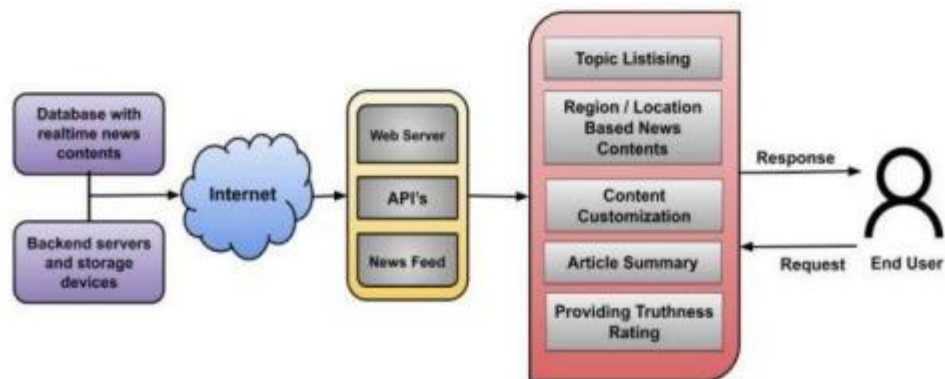 Database with
realtime news
contents
Backend servers
and storage
devices
Internet
Web Server
API's
News Feed
Topic Listising
Region / Location
Based News
Contents
Content
Customization
Article Summary
Providing Truthness
Rating
Response
Request
End User